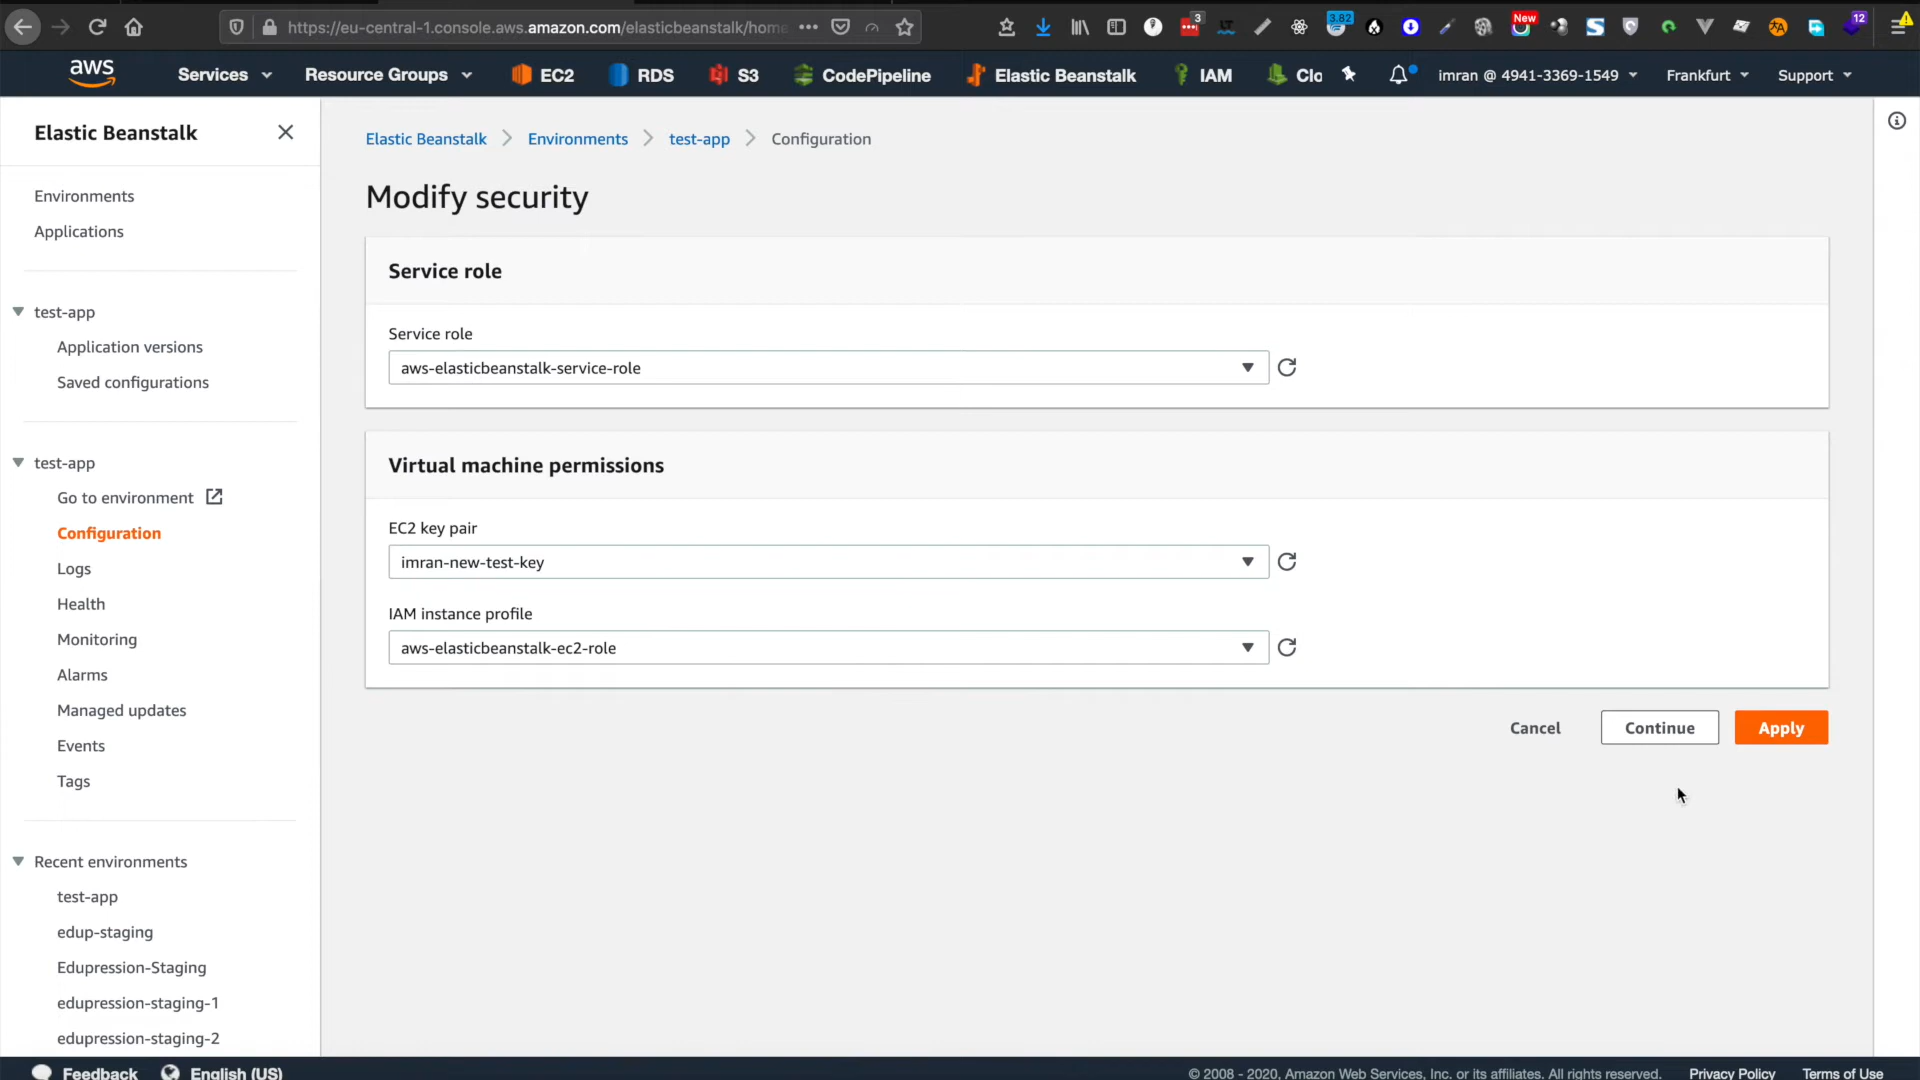 https://eu-central-1.console.aws.amazon.com/elasticbeanstalk/home
3
3.82
New
12
aws
Services
Resource Groups
EC2
RDS
S3
CodePipeline
Elastic Beanstalk
IAM
Clo
imran @ 4941-3369-1549
Frankfurt
Support
Elastic Beanstalk
Environments
Applications
test-app
Application versions
Saved configurations
test-app
Go to environment
Configuration
Logs
Health
Monitoring
Alarms
Managed updates
Events
Tags
Recent environments
test-app
edup-staging
Edupression-Staging
edupression-staging-1
edupression-staging-2
Elastic Beanstalk > Environments > test-app > Configuration
Modify security
Service role
Service role
aws-elasticbeanstalk-service-role
Virtual machine permissions
EC2 key pair
imran-new-test-key
IAM instance profile
aws-elasticbeanstalk-ec2-role
Cancel
Continue
Apply
Feedback
English (US)
© 2008 - 2020, Amazon Web Services, Inc. or its affiliates. All rights reserved.
Privacy Policy
Terms of Use